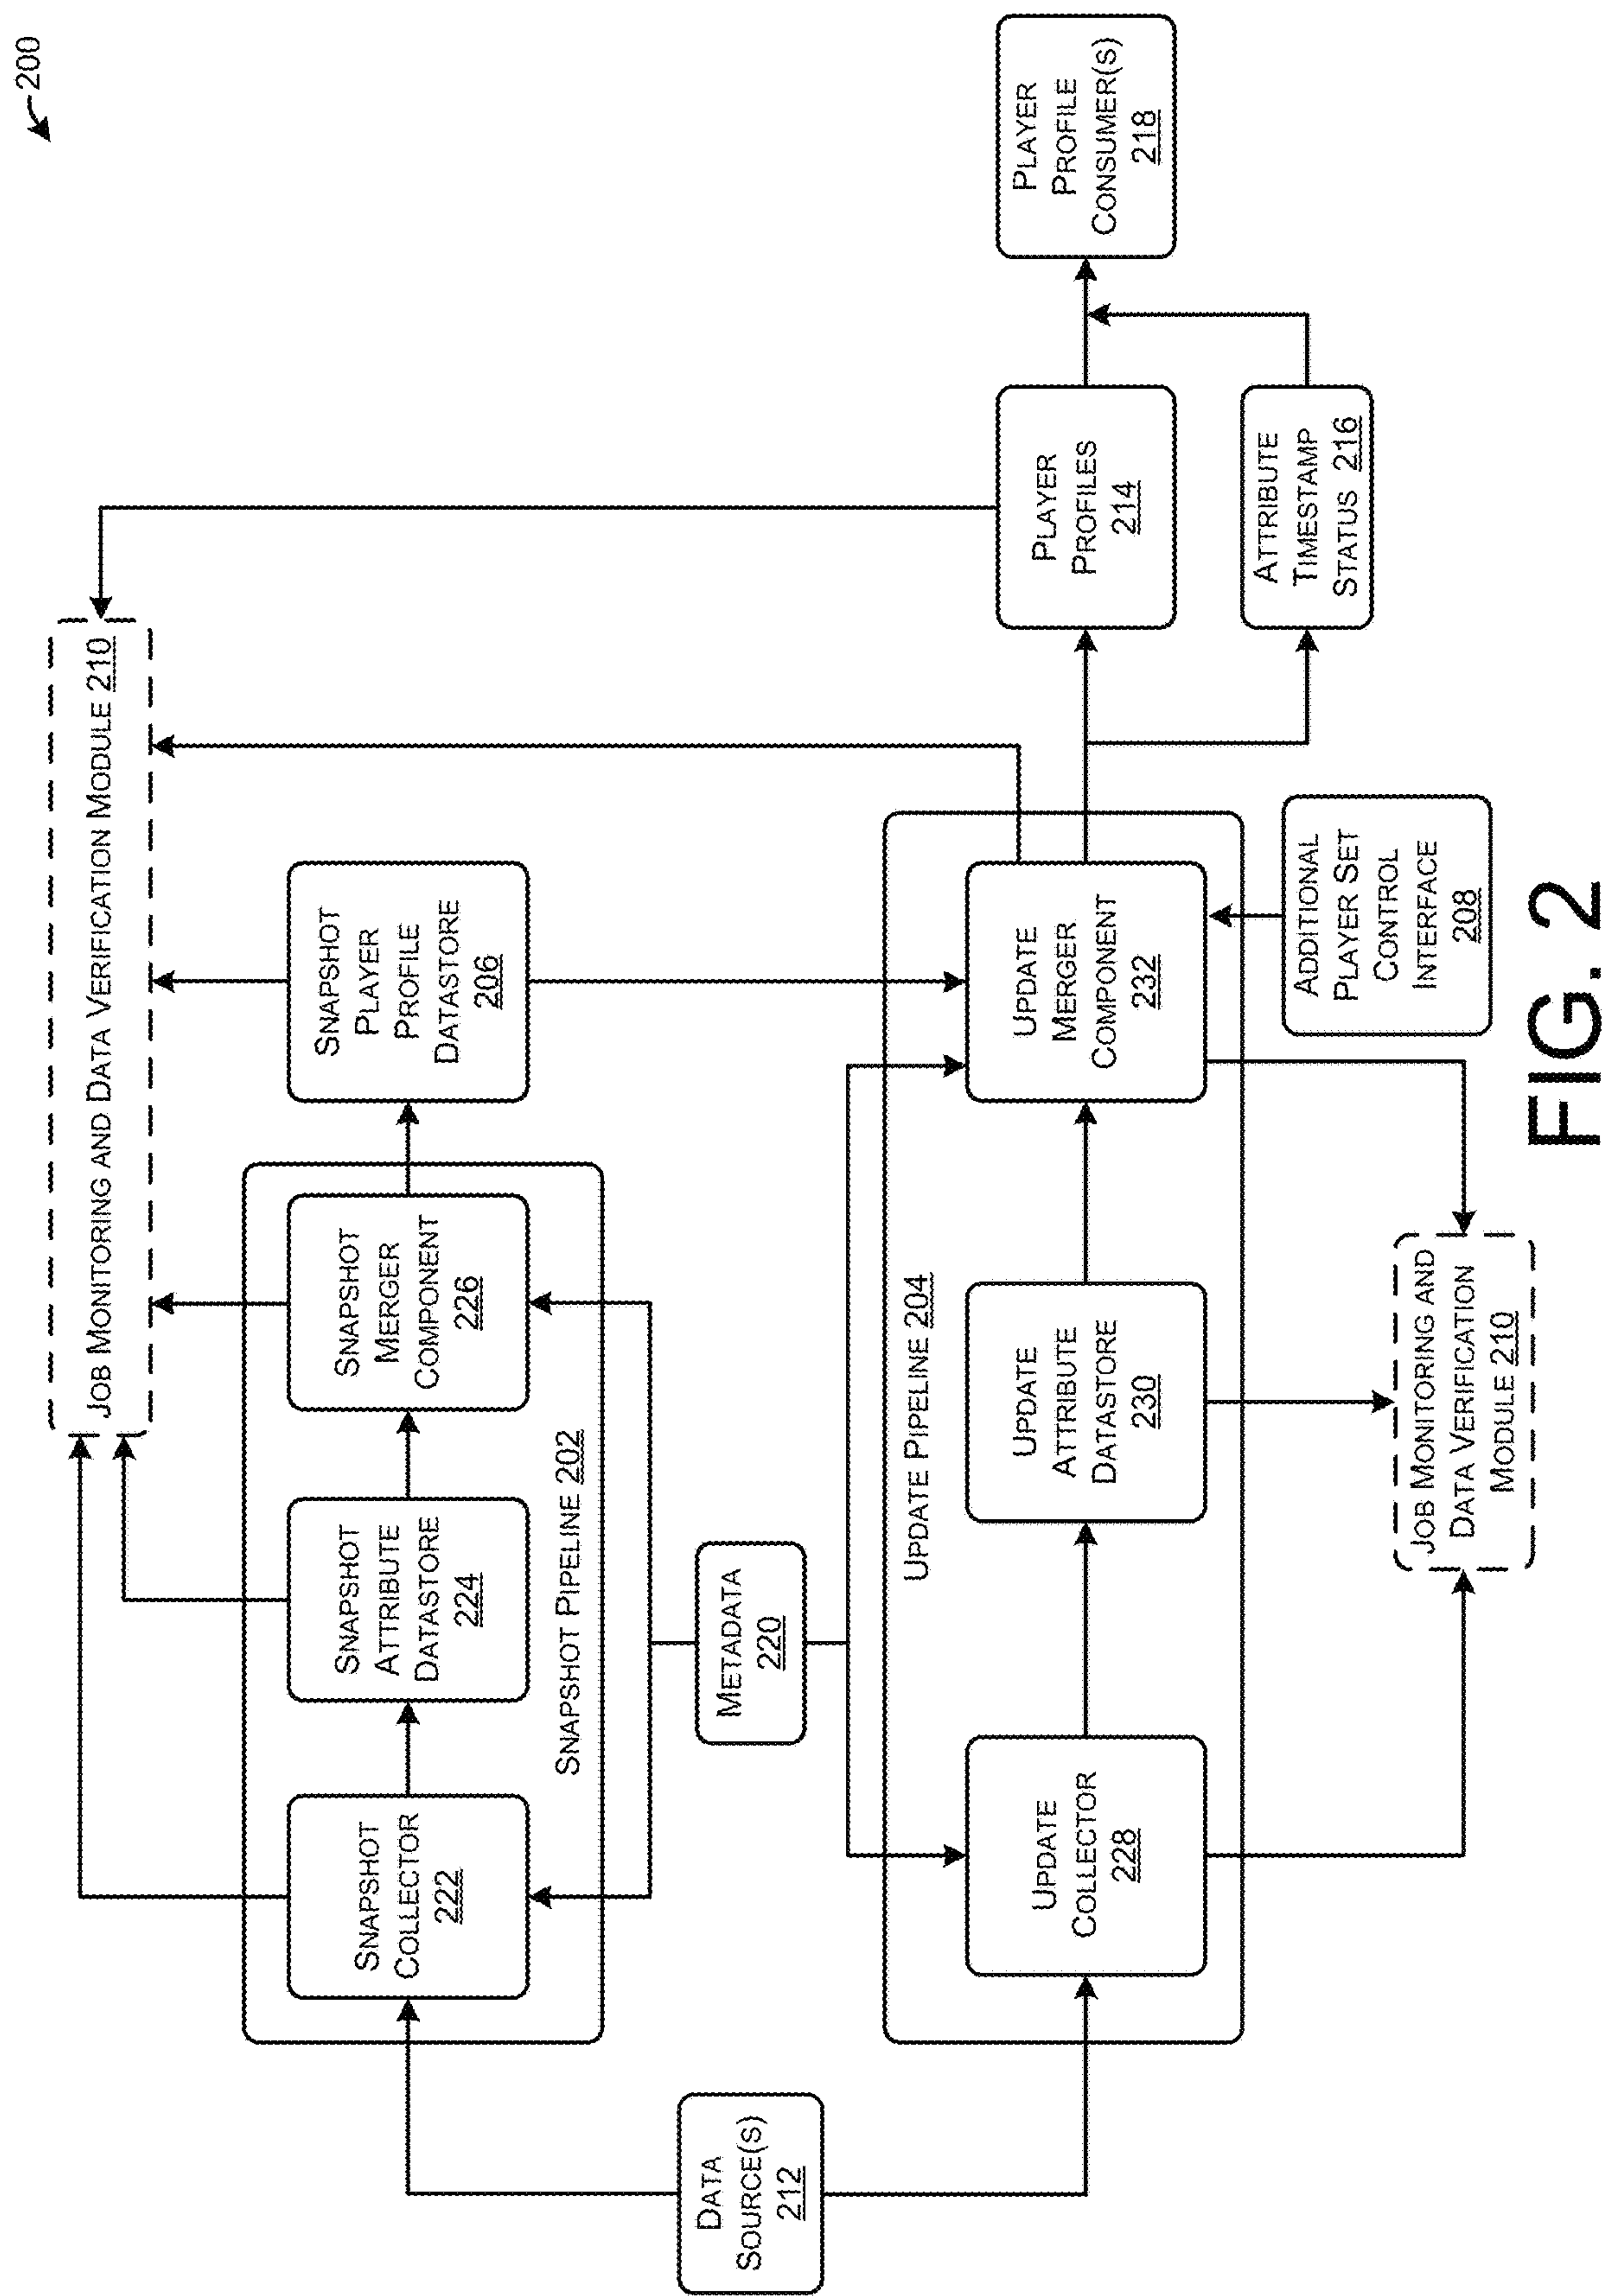 200
JOB MONITORING AND DATA VERIFICATION MODULE 210
SNAPSHOT
COLLECTOR
222
SNAPSHOT
ATTRIBUTE
DATASTORE
224
SNAPSHOT
MERGER
COMPONENT
226
SNAPSHOT
PLAYER
PROFILE
DATASTORE
206
SNAPSHOT PIPELINE 202
DATA
SOURCE(S)
212
METADATA
220
UPDATE PIPELINE 204
UPDATE
COLLECTOR
228
UPDATE
ATTRIBUTE
DATASTORE
230
UPDATE
MERGER
COMPONENT
232
PLAYER
PROFILES
214
PLAYER
PROFILE
CONSUMER(S)
218
ATTRIBUTE
TIMESTAMP
STATUS 216
ADDITIONAL
PLAYER SET
CONTROL
INTERFACE
208
JOB MONITORING AND
DATA VERIFICATION
MODULE 210
FIG. 2